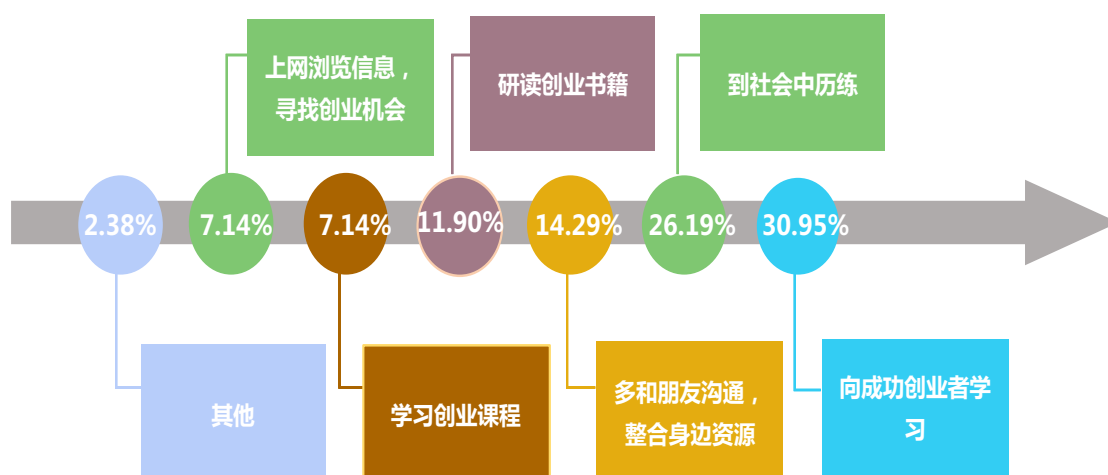 上网浏览信息，
寻找创业机会
研读创业书籍
到社会中历练
2.38%
7.14%
7.14%
11.90%
14.29%
26.19%
30.95%
其他
学习创业课程
多和朋友沟通，
整合身边资源
向成功创业者学
习